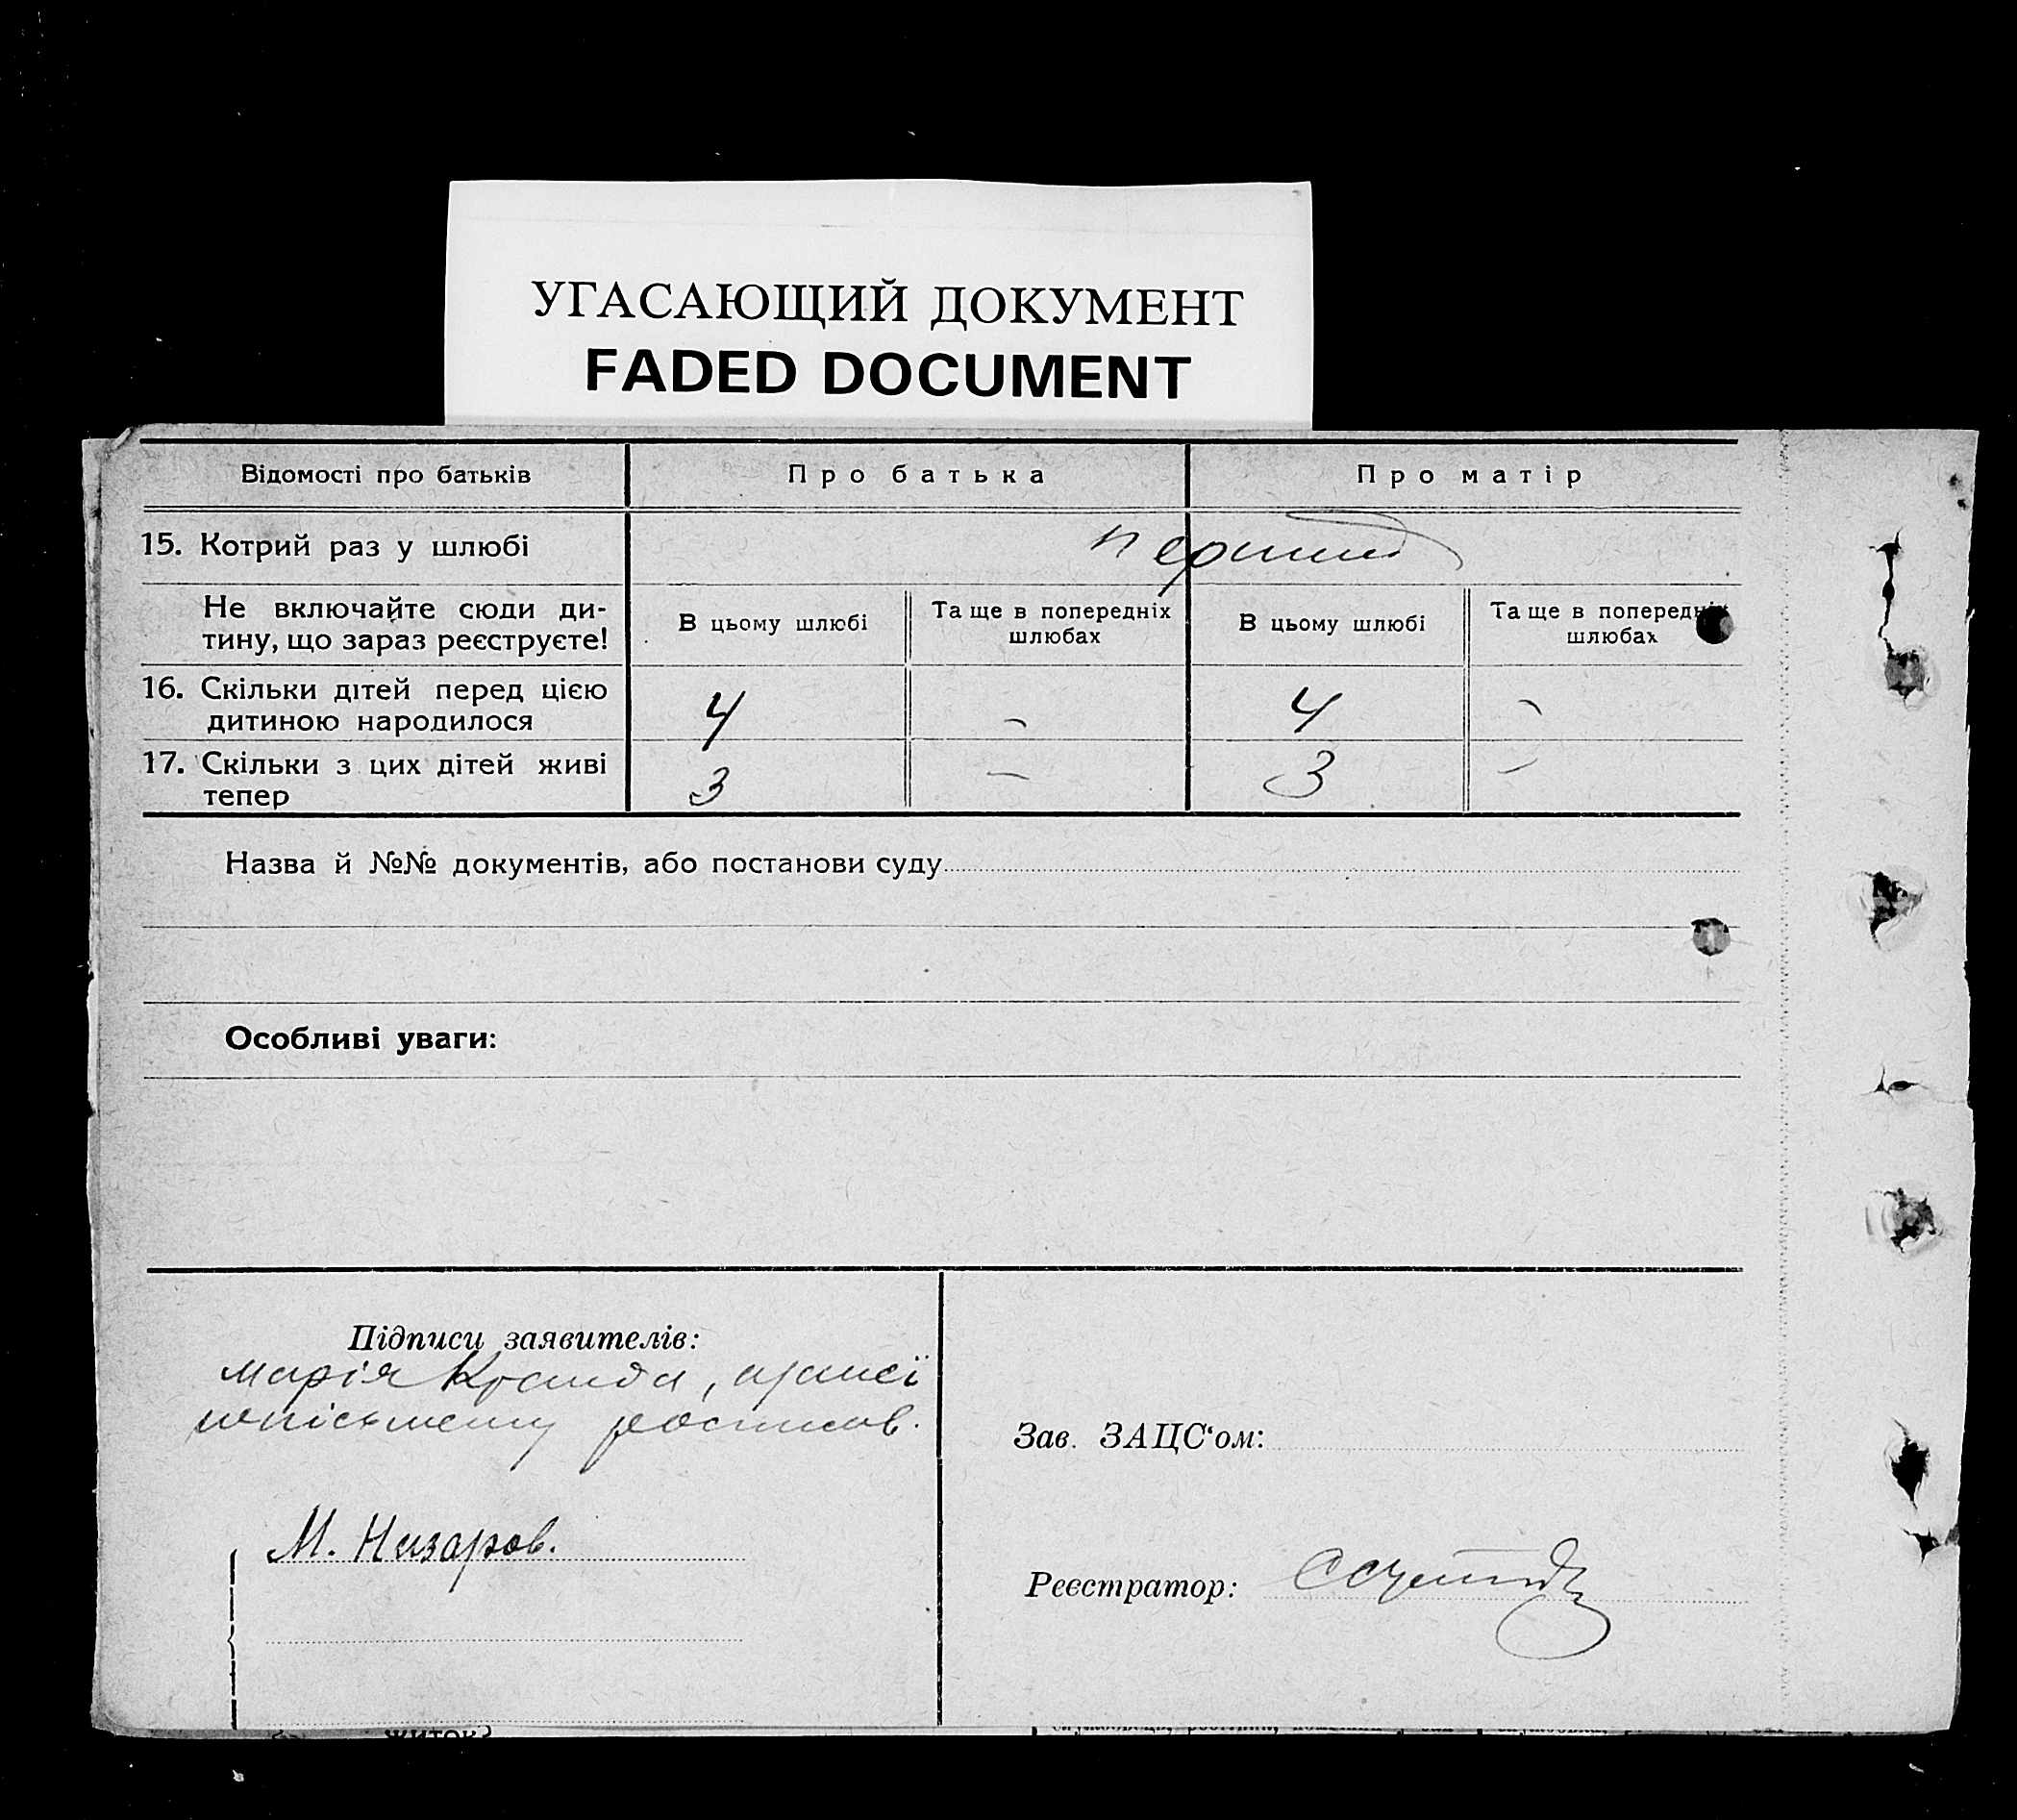 УГАСАЮЩИЙ ДОКУМЕНТ
FADED DOCUMENT
Відомості про батьків
Про батька
Про матір
15. Котрий раз у шлюбі
перший
Не включайте сюди ди-
тину, що зараз реєструєте!
В цьому шлюбі
Та ще в попередніх
шлюбах
В цьому шлюбі
Та ще в попередніх
шлюбах
16. Скільки дітей перед цією
дитиною народилося
4
–
4
–
17. Скільки з цих дітей живі
тепер
3
–
3
–
Назва й №№ документів, або постанови суду
Особливі уваги:
Підписи заявителів:
Марія
М. Назаров.
Зав. ЗАЦС‘ом:
Реєстратор: